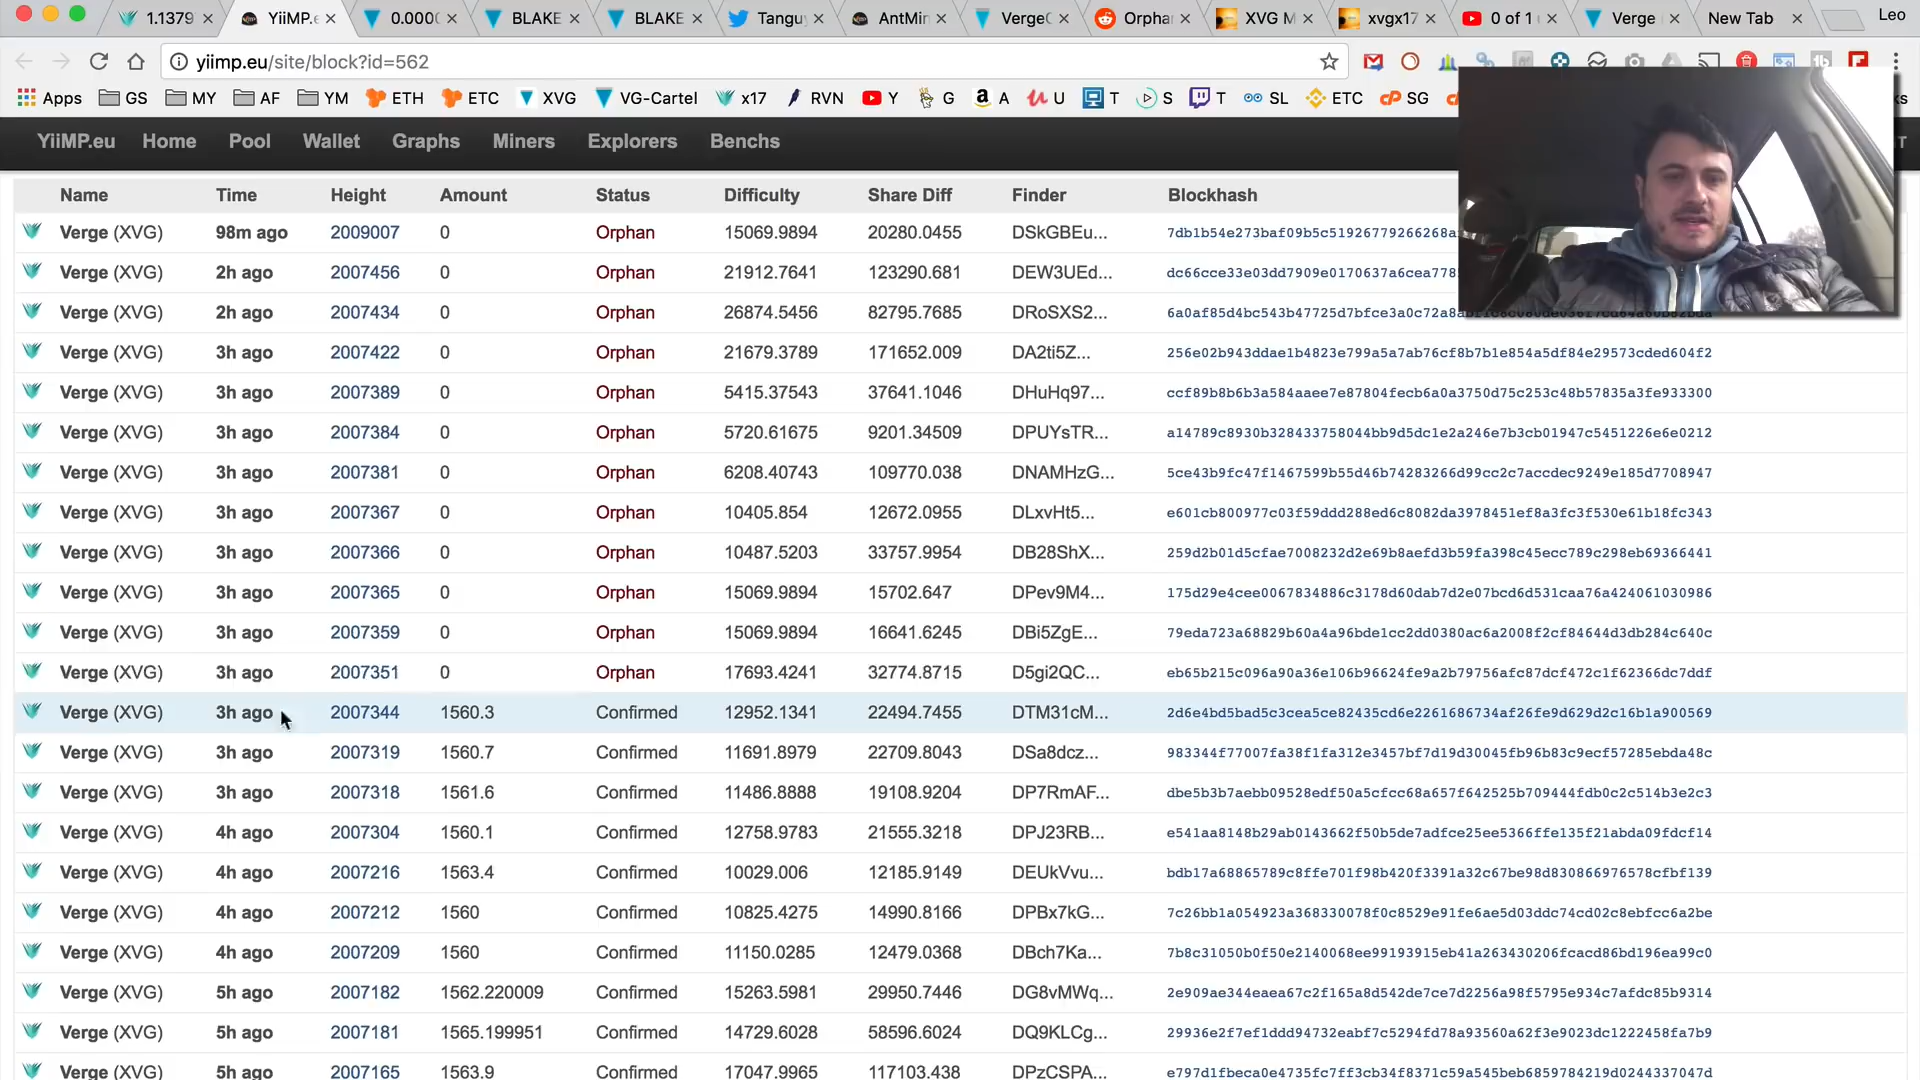 1.1379
YiiMP.e
0.000
BLAKE
BLAKE
Tanguy
AntMin
VergeC
Orphan
XVG M
xvgx17
0 of 1
Verge
New Tab
Leo
yiimp.eu/site/block?id=562
Apps GS MY AF YM ETH ETC XVG VG-Cartel x17 RVN Y G A U T S T SL ETC SG
YiiMP.eu Home Pool Wallet Graphs Miners Explorers Benchs
Name Time Height Amount Status Difficulty Share Diff Finder Blockhash
Verge (XVG) 98m ago 2009007 0 Orphan 15069.9894 20280.0455 DSkGBEu... 7db1b54e273baf09b5c51926779266268a
Verge (XVG) 2h ago 2007456 0 Orphan 21912.7641 123290.681 DEW3UEd... dc66cce33e03dd7909e0170637a6cea778
Verge (XVG) 2h ago 2007434 0 Orphan 26874.5456 82795.7685 DRoSXS2...
Verge (XVG) 3h ago 2007422 0 Orphan 21679.3789 171652.009 DA2ti5Z... 256e02b943ddae1b4823e799a5a7ab76cf8b7b1e854a5df84e29573cded604f2
Verge (XVG) 3h ago 2007389 0 Orphan 5415.37543 37641.1046 DHuHq97... ccf89b8b6b3a584aaee7e87804fecb6a0a3750d75c253c48b57835a3fe933300
Verge (XVG) 3h ago 2007384 0 Orphan 5720.61675 9201.34509 DPUYsTR... a14789c8930b328433758044bb9d5dc1e2a246e7b3cb01947c5451226e6e0212
Verge (XVG) 3h ago 2007381 0 Orphan 6208.40743 109770.038 DNAMHzG... 5ce43b9fc47f1467599b55d46b74283266d99cc2c7accdec9249e185d7708947
Verge (XVG) 3h ago 2007367 0 Orphan 10405.854 12672.0955 DLxvHt5... e601cb800977c03f59ddd288ed6c8082da3978451ef8a3fc3f530e61b18fc343
Verge (XVG) 3h ago 2007366 0 Orphan 10487.5203 33757.9954 DB28ShX... 259d2b01d5cfae7008232d2e69b8aefd3b59fa398c45ecc789c298eb69366441
Verge (XVG) 3h ago 2007365 0 Orphan 15069.9894 15702.647 DPev9M4... 175d29e4cee0067834886c3178d60dab7d2e07bcd6d531caa76a424061030986
Verge (XVG) 3h ago 2007359 0 Orphan 15069.9894 16641.6245 DBi5ZgE... 79eda723a68829b60a4a96bde1cc2dd0380ac6a2008f2cf84644d3db284c640c
Verge (XVG) 3h ago 2007351 0 Orphan 17693.4241 32774.8715 D5gi2QC... eb65b215c096a90a36e106b96624fe9a2b79756afc87dcf472c1f62366dc7ddf
Verge (XVG) 3h ago 2007344 1560.3 Confirmed 12952.1341 22494.7455 DTM31cM... 2d6e4bd5bad5c3cea5ce82435cd6e2261686734af26fe9d629d2c16b1a900569
Verge (XVG) 3h ago 2007319 1560.7 Confirmed 11691.8979 22709.8043 DSa8dcz... 983344f77007fa38f1fa312e3457bf7d19d30045fb96b83c9ecf57285ebda48c
Verge (XVG) 3h ago 2007318 1561.6 Confirmed 11486.8888 19108.9204 DP7RmAF... dbe5b3b7aebb09528edf50a5cfcc68a657f642525b709444fdb0c2c514b3e2c3
Verge (XVG) 4h ago 2007304 1560.1 Confirmed 12758.9783 21555.3218 DPJ23RB... e541aa8148b29ab0143662f50b5de7adfce25ee5366ffe135f21abda09fdcf14
Verge (XVG) 4h ago 2007216 1563.4 Confirmed 10029.006 12185.9149 DEUkVvu... bdb17a68865789c8ffe701f98b420f3391a32c67be98d830866976578cfbf139
Verge (XVG) 4h ago 2007212 1560 Confirmed 10825.4275 14990.8166 DPBx7kG... 7c26bb1a054923a368330078f0c8529e91fe6ae5d03ddc74cd02c8ebfcc6a2be
Verge (XVG) 4h ago 2007209 1560 Confirmed 11150.0285 12479.0368 DBch7Ka... 7b8c31050b0f50e2140068ee99193915eb41a263430206fcacd86bd196ea99c0
Verge (XVG) 5h ago 2007182 1562.220009 Confirmed 15263.5981 29950.7446 DG8vMWq... 2e909ae344eaea67c2f165a8d542de7ce7d2256a98f5795e934c7afdc85b9314
Verge (XVG) 5h ago 2007181 1565.199951 Confirmed 14729.6028 58596.6024 DQ9KLCg... 29936e2f7ef1ddd94732eabf7c5294fd78a93560a62f3e9023dc1222458fa7b9
Verge (XVG) 5h ago 2007165 1563.9 Confirmed 17047.9965 117103.438 DPzCSPA... e797d1fbeca0e4735fc7ff3cb34f8371c59a545beb6859784219d0244337047d